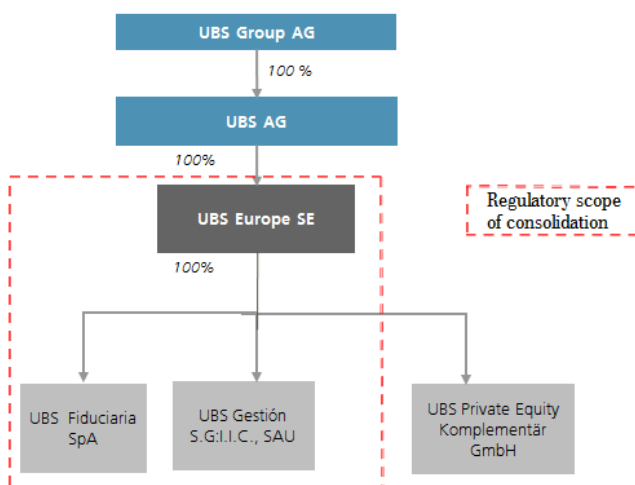 UBS Group AG
100 %
UBS AG
100%
UBS Europe SE
Regulatory scope
of consolidation
100%
UBS Fiduciaria
SpA
UBS Gestión
S.G:I.I.C., SAU
UBS Private Equity
Komplementär
GmbH